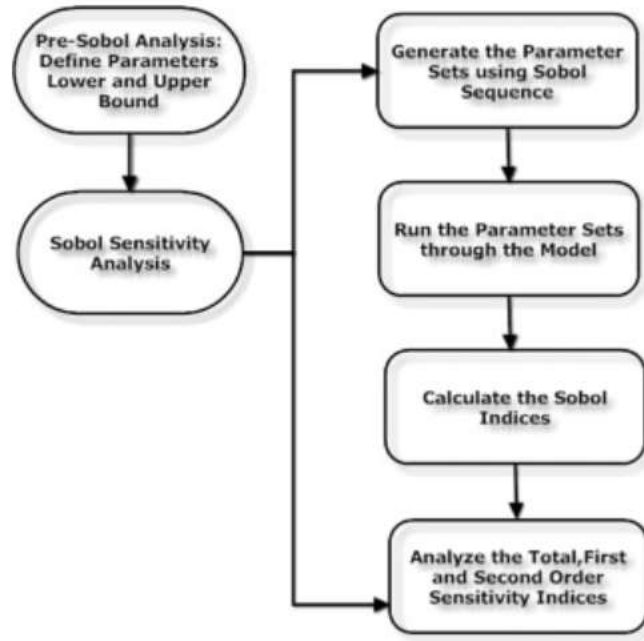 Pre-Sobol Analysis:
Define Parameters
Lower and Upper
Bound
Sobol Sensitivity
Analysis
Generate the Parameter
Sets using Sobol
Sequence
Run the Parameter Sets
through the Model
Calculate the Sobol
Indices
Analyze the Total,First
and Second Order
Sensitivity Indices